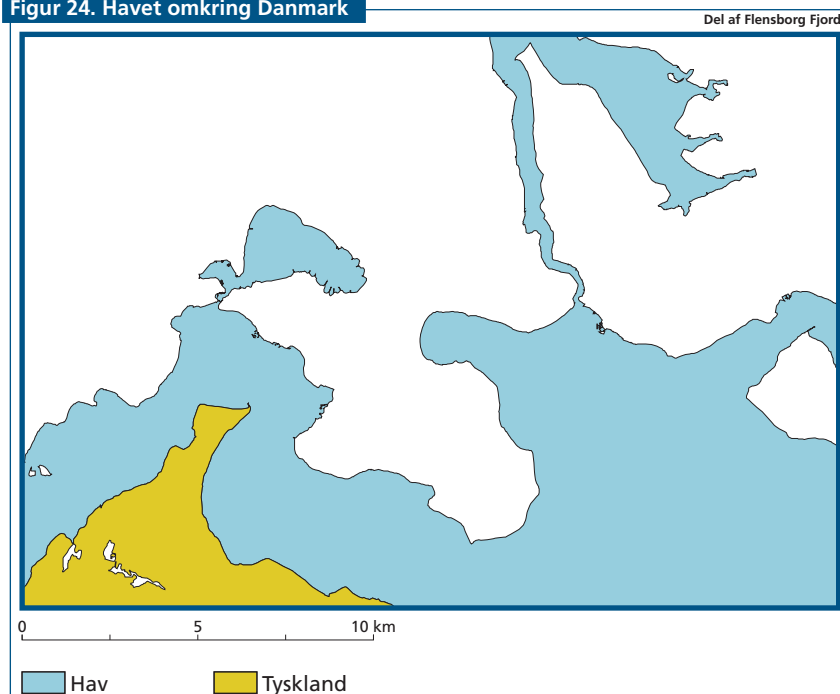 Figur 24. Havet omkring Danmark
Del af Flensborg Fjord
0 5 10 km
Hav Tyskland